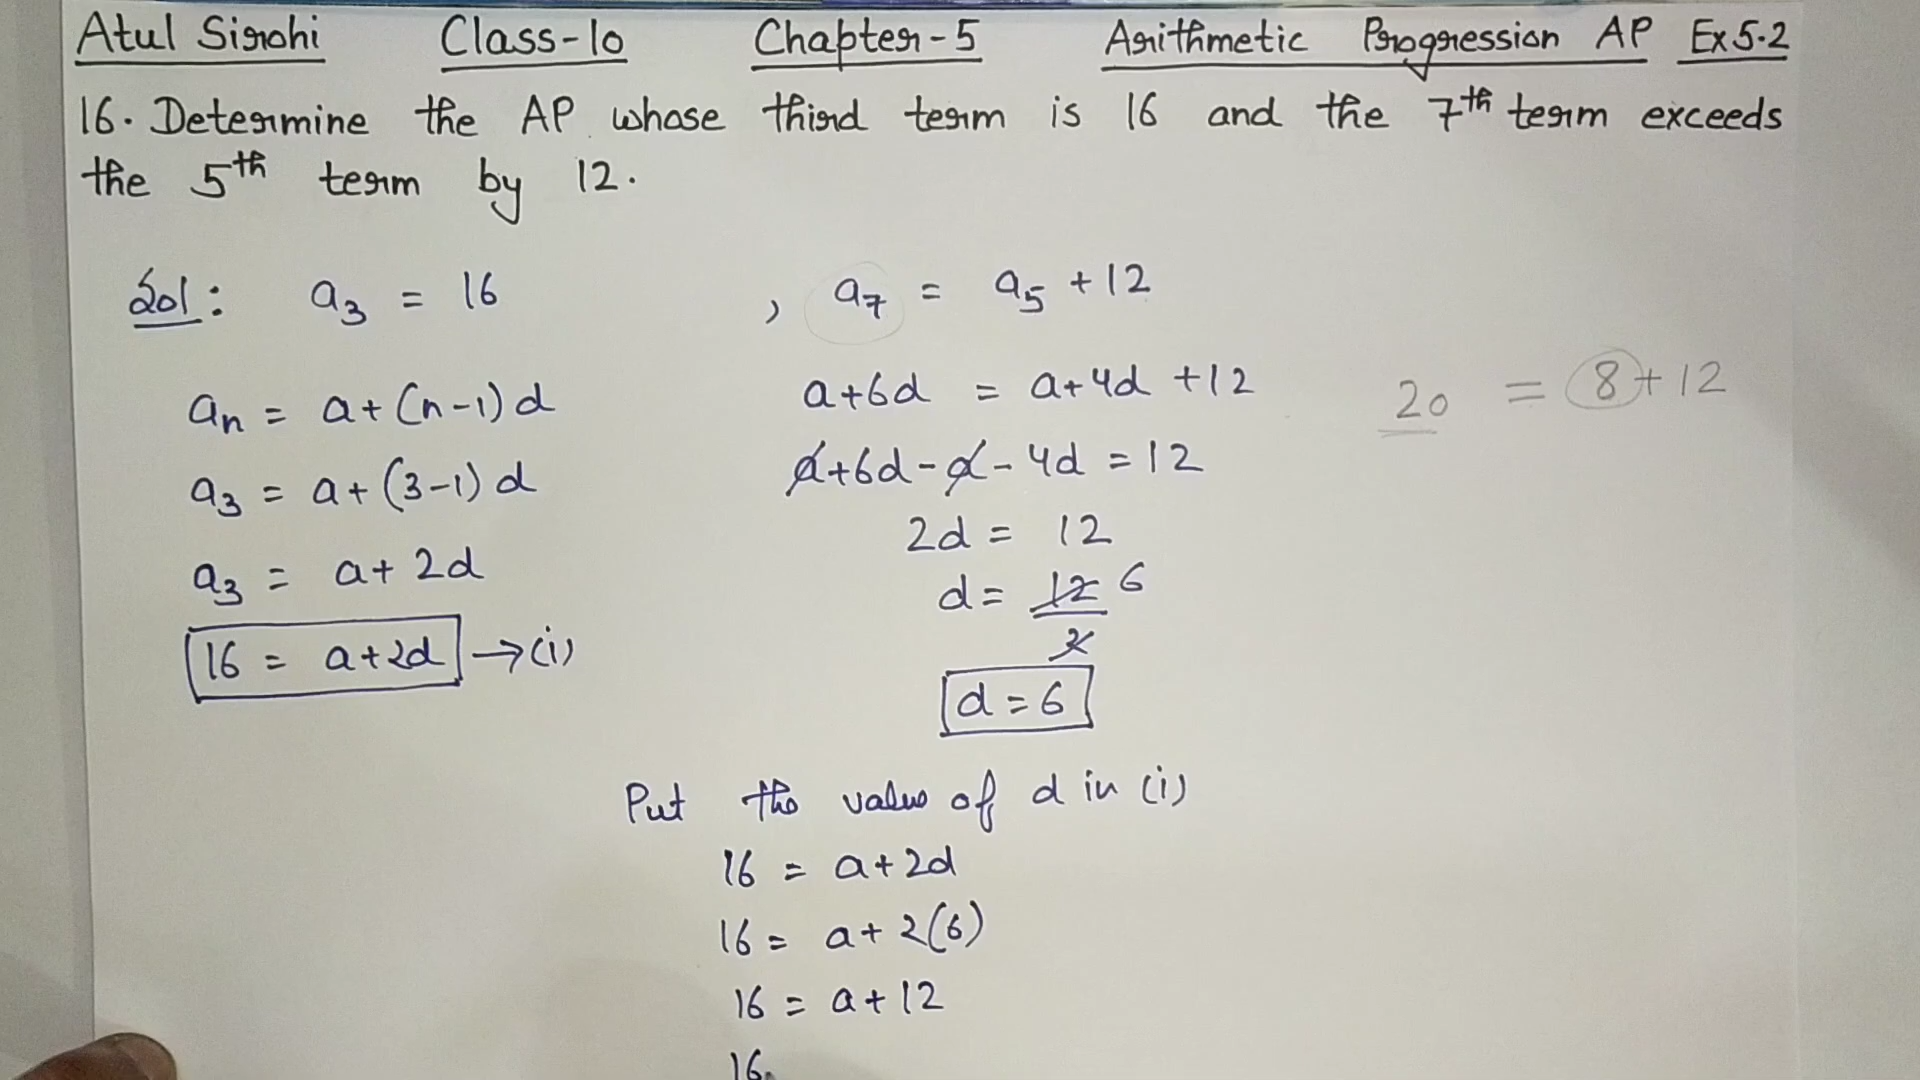 Atul Sirohi Class-10 Chapter-5 Arithmetic Progression AP Ex 5.2
16. Determine the AP whose third term is 16 and the 7th term exceeds
the 5th term by 12.
Sol: a3 = 16 , a7 = a5 + 12
an = a + (n-1) d
a3 = a + (3-1) d
a3 = a + 2d
16 = a+2d → (i)
a+6d = a+4d +12
a+6d-a-4d = 12
2d = 12
d = 12/2 6
d = 6
20 = 8 + 12
Put the value of d in (i)
16 = a+2d
16 = a+ 2(6)
16 = a+12
16